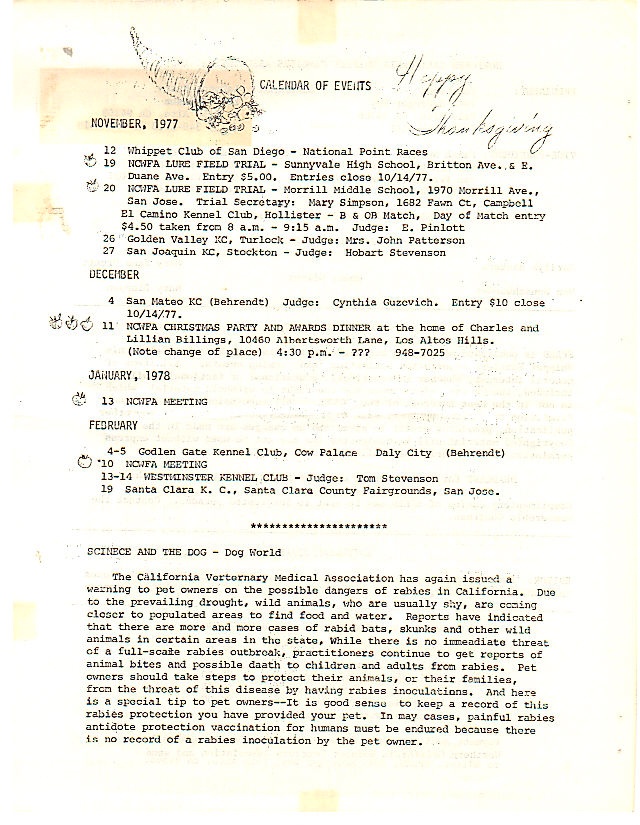 CALENDAR OF EVENTS
Happy
Thanksgiving
NOVEMBER, 1977
12 Whippet Club of San Diego - National Point Races
19 NCWFA LURE FIELD TRIAL - Sunnyvale High School, Britton Ave. & E.
Duane Ave. Entry $5.00. Entries close 10/14/77.
20 NCWFA LURE FIELD TRIAL - Morrill Middle School, 1970 Morrill Ave.,
San Jose. Trial Secretary: Mary Simpson, 1682 Fawn Ct, Campbell
El Camino Kennel Club, Hollister - B & OB Match, Day of Match entry
$4.50 taken from 8 a.m. - 9:15 a.m. Judge: E. Pinlott
26 Golden Valley KC, Turlock - Judge: Mrs. John Patterson
27 San Joaquin KC, Stockton - Judge: Hobart Stevenson
DECEMBER
4 San Mateo KC (Behrendt) Judge: Cynthia Guzevich. Entry $10 close
10/14/77.
11 NCWFA CHRISTMAS PARTY AND AWARDS DINNER at the home of Charles and
Lillian Billings, 10460 Albertsworth Lane, Los Altos Hills.
(Note change of place) 4:30 p.m. - ??? 948-7025
JANUARY, 1978
13 NCWFA MEETING
FEBRUARY
4-5 Godlen Gate Kennel Club, Cow Palace Daly City (Behrendt)
10 NCWFA MEETING
13-14 WESTMINSTER KENNEL CLUB - Judge: Tom Stevenson
19 Santa Clara K. C., Santa Clara County Fairgrounds, San Jose.
**********************
SCINECE AND THE DOG - Dog World
The California Verternary Medical Association has again issued a
warning to pet owners on the possible dangers of rabies in California. Due
to the prevailing drought, wild animals, who are usually shy, are coming
closer to populated areas to find food and water. Reports have indicated
that there are more and more cases of rabid bats, skunks and other wild
animals in certain areas in the state. While there is no immeadiate threat
of a full-scale rabies outbreak, practitioners continue to get reports of
animal bites and possible daath to children and adults from rabies. Pet
owners should take steps to protect their animals, or their families,
from the threat of this disease by having rabies inoculations. And here
is a special tip to pet owners--It is good sense to keep a record of this
rabies protection you have provided your pet. In may cases, painful rabies
antidote protection vaccination for humans must be endured because there
is no record of a rabies inoculation by the pet owner.